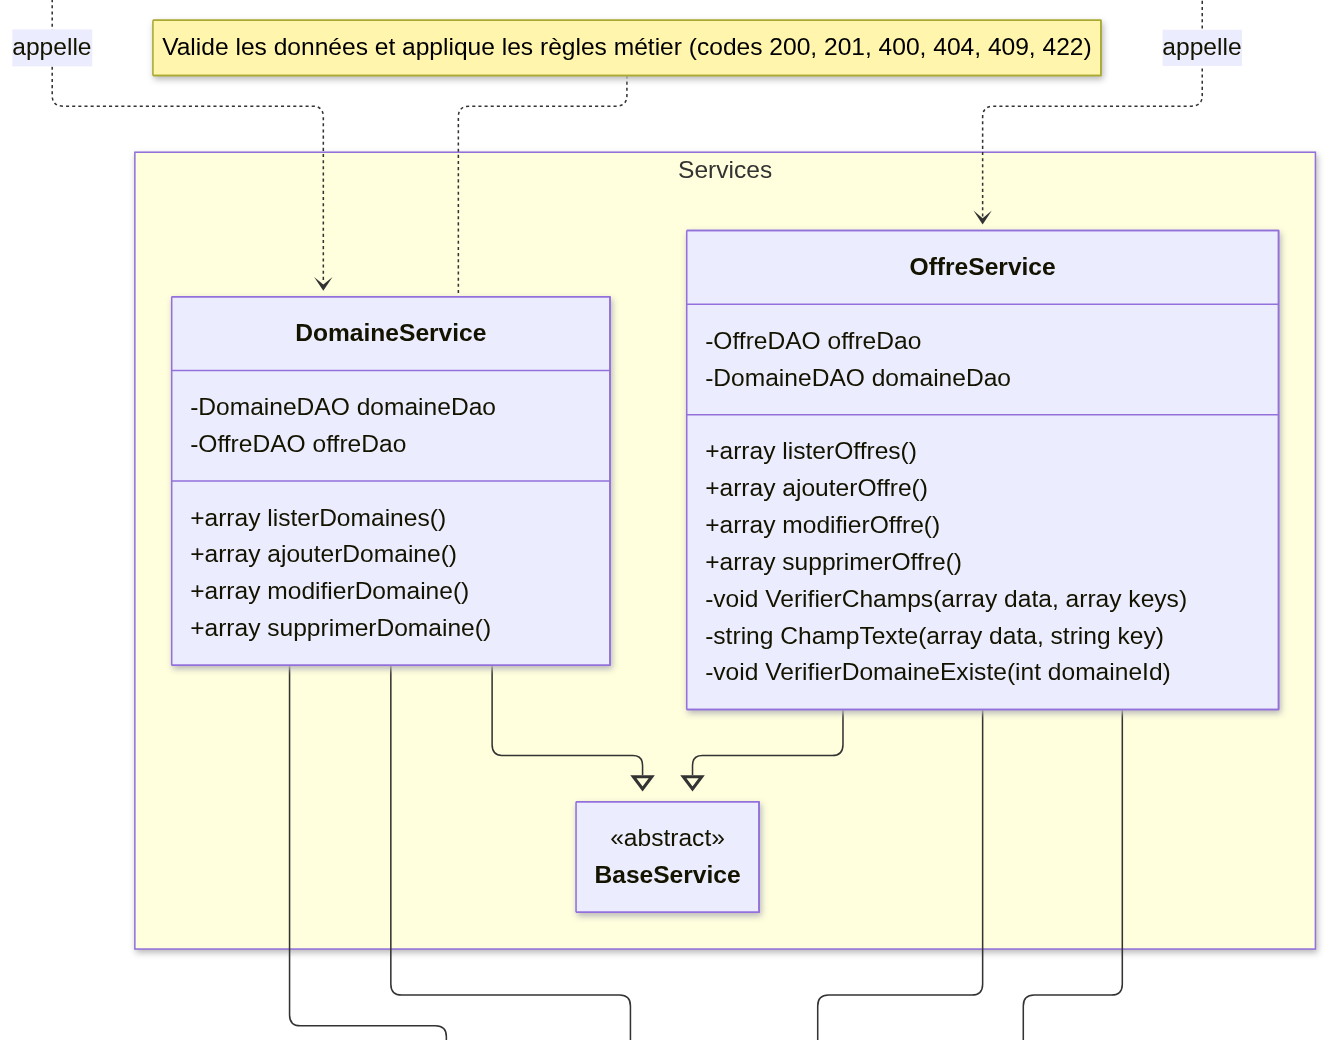 appelle
Valide les données et applique les règles métier (codes 200, 201, 400, 404, 409, 422)
appelle
Services
DomaineService
-DomaineDAO domaineDao
-OffreDAO offreDao
+array listerDomaines()
+array ajouterDomaine()
+array modifierDomaine()
+array supprimerDomaine()
OffreService
-OffreDAO offreDao
-DomaineDAO domaineDao
+array listerOffres()
+array ajouterOffre()
+array modifierOffre()
+array supprimerOffre()
-void VerifierChamps(array data, array keys)
-string ChampTexte(array data, string key)
-void VerifierDomaineExiste(int domaineId)
«abstract»
BaseService